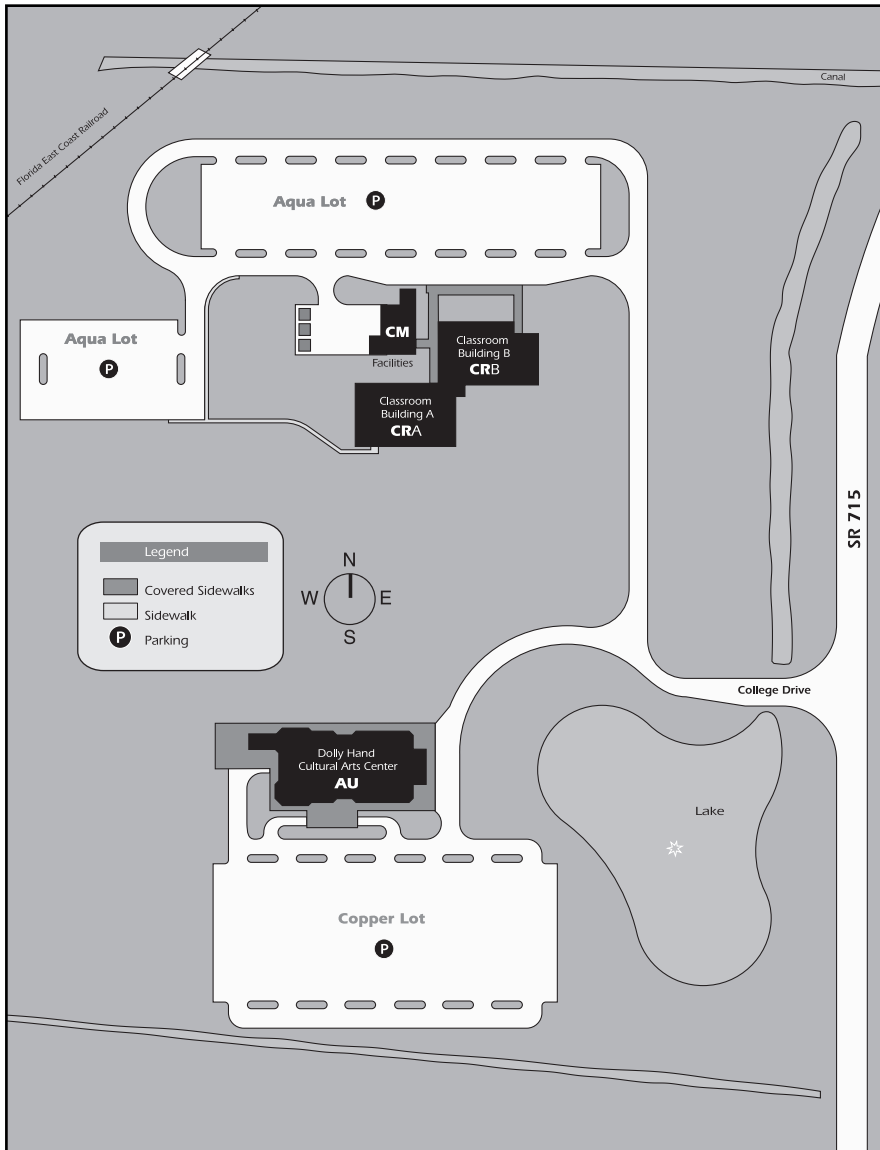 Canal
Florida East Coast Railroad
Aqua Lot P
Aqua Lot
P
CM
Facilities
Classroom
Building B
CRB
Classroom
Building A
CRA
SR 715
Legend
Covered Sidewalks
Sidewalk
P Parking
N
W E
S
College Drive
Dolly Hand
Cultural Arts Center
AU
Lake
Copper Lot
P